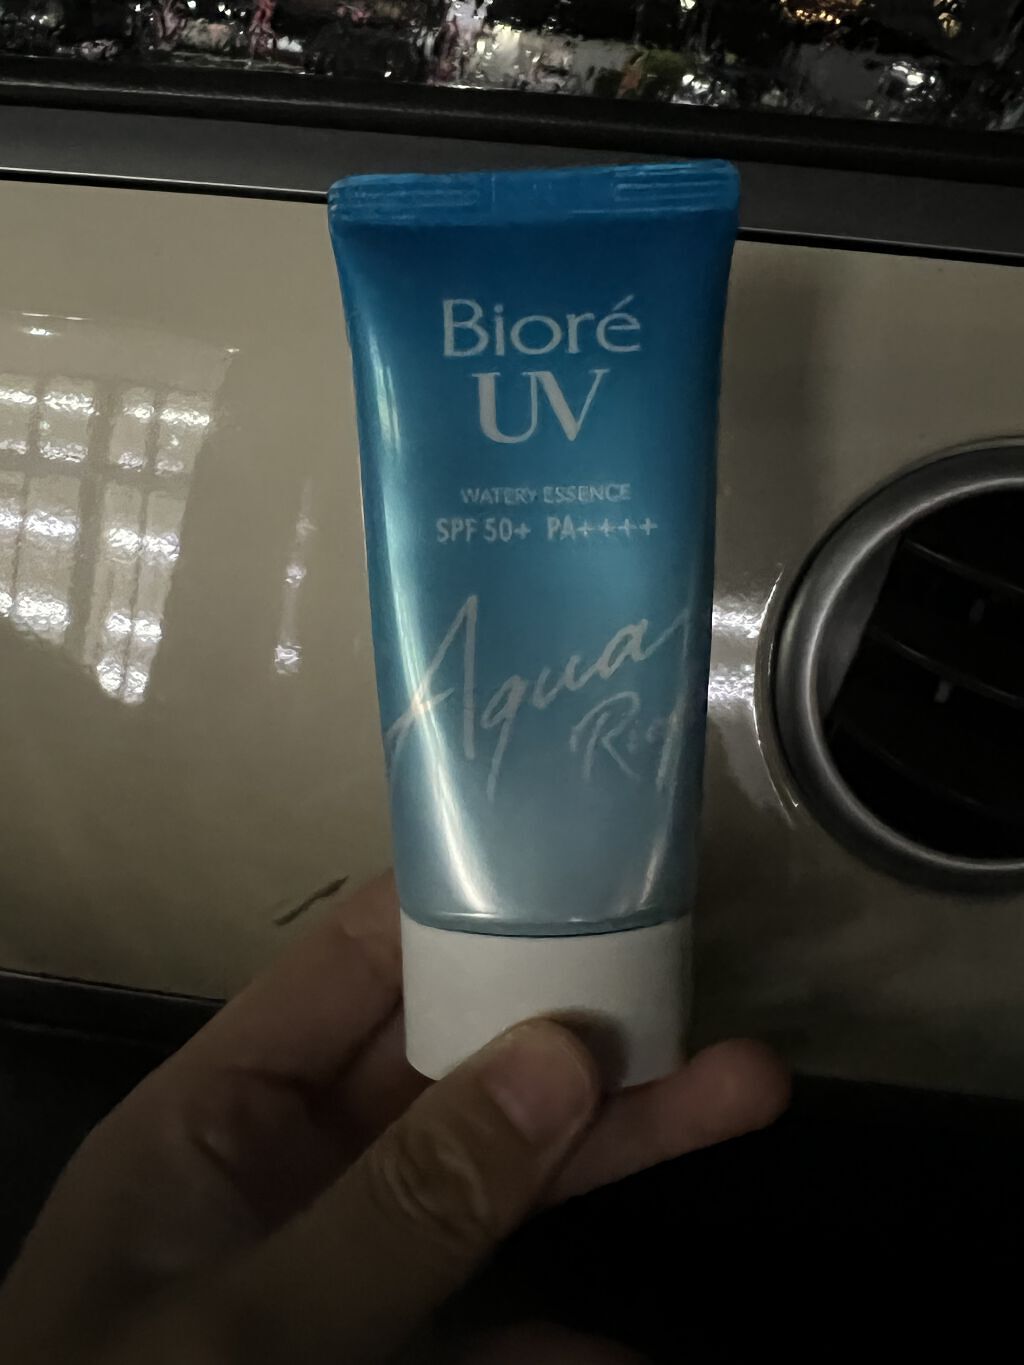 Bioré
UV
WATERY ESSENCE
SPF 50+ PA++++
Aqua